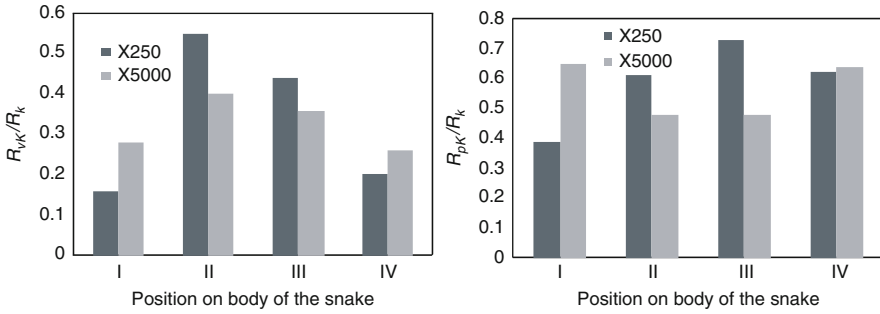 0.6
0.5
0.4
0.3
0.2
0.1
0
R_vK/R_k
X250
X5000
I II III IV
Position on body of the snake
0.8
0.7
0.6
0.5
0.4
0.3
0.2
0.1
0
R_pK/R_k
X250
X5000
I II III IV
Position on body of the snake